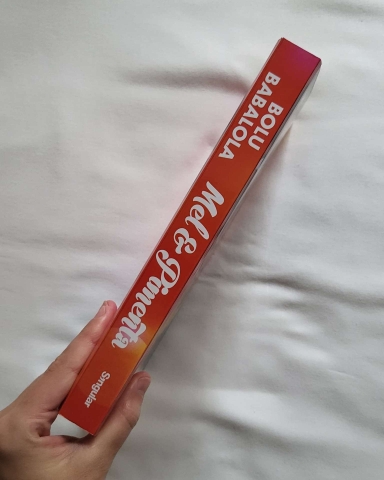 BOLU
BABALOLA
Mel & Pimenta
Singular